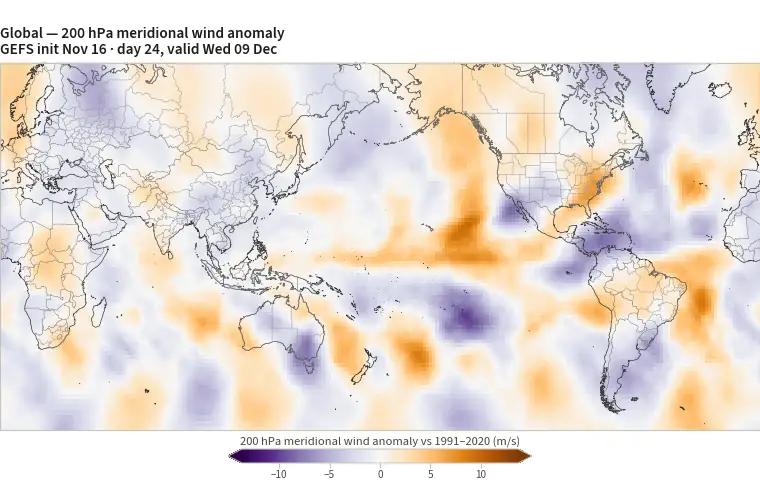 Global — 200 hPa meridional wind anomaly
GEFS init Nov 16 · day 24, valid Wed 09 Dec
200 hPa meridional wind anomaly vs 1991–2020 (m/s)
−10 −5 0 5 10